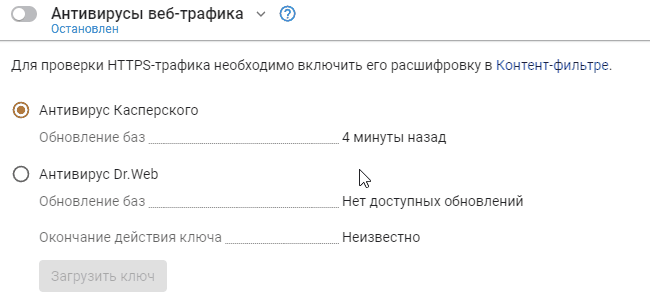 Антивирусы веб-трафика
Остановлен
Для проверки HTTPS-трафика необходимо включить его расшифровку в Контент-фильтре.
Антивирус Касперского
Обновление баз 4 минуты назад
Антивирус Dr.Web
Обновление баз Нет доступных обновлений
Окончание действия ключа Неизвестно
Загрузить ключ